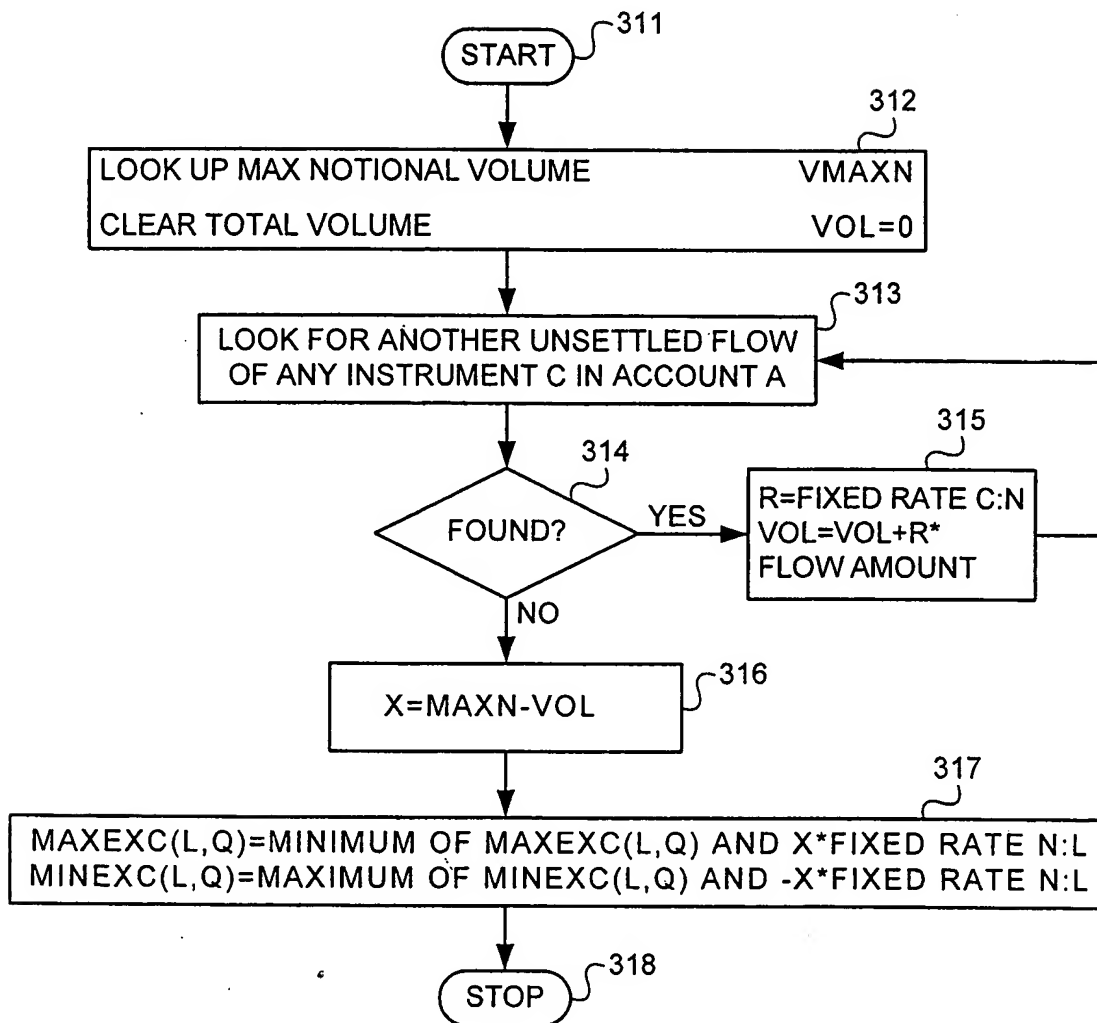 311
START
312
LOOK UP MAX NOTIONAL VOLUME VMAXN
CLEAR TOTAL VOLUME VOL=0
313
LOOK FOR ANOTHER UNSETTLED FLOW
OF ANY INSTRUMENT C IN ACCOUNT A
314
FOUND?
YES
315
R=FIXED RATE C:N
VOL=VOL+R*
FLOW AMOUNT
NO
316
X=MAXN-VOL
317
MAXEXC(L,Q)=MINIMUM OF MAXEXC(L,Q) AND X*FIXED RATE N:L
MINEXC(L,Q)=MAXIMUM OF MINEXC(L,Q) AND -X*FIXED RATE N:L
318
STOP